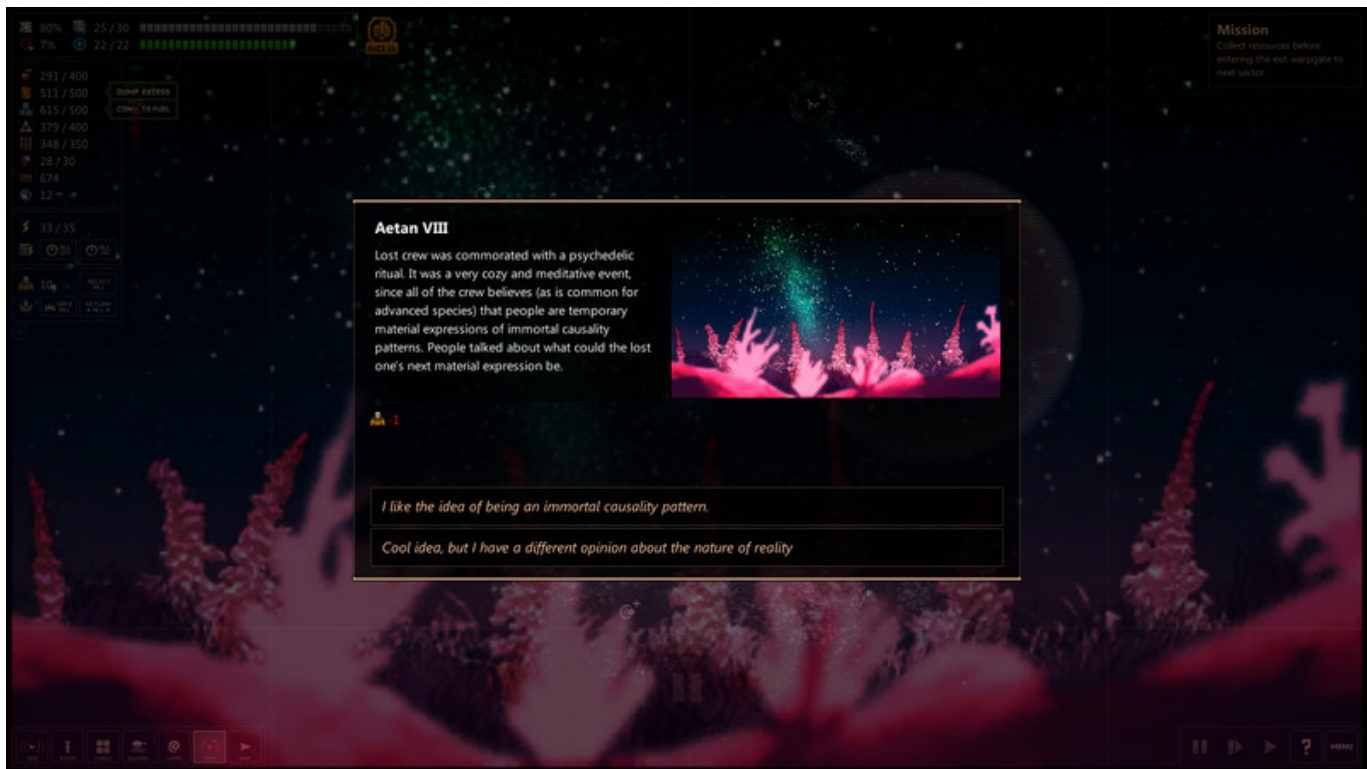 80% 25/30
7% 22/22
Mission
Collect resources before
entering the exit warpgate to
next sector
291/400
511/500 DUMP EXCESS
615/500 CONV. TO FUEL
379/400
348/350
28/30
674
12
33/35
10
Aetan VIII
Lost crew was commorated with a psychedelic
ritual. It was a very cozy and meditative event,
since all of the crew believes (as is common for
advanced species) that people are temporary
material expressions of immortal causality
patterns. People talked about what could the lost
one's next material expression be.
-1
I like the idea of being an immortal causality pattern.
Cool idea, but I have a different opinion about the nature of reality
?
MENU